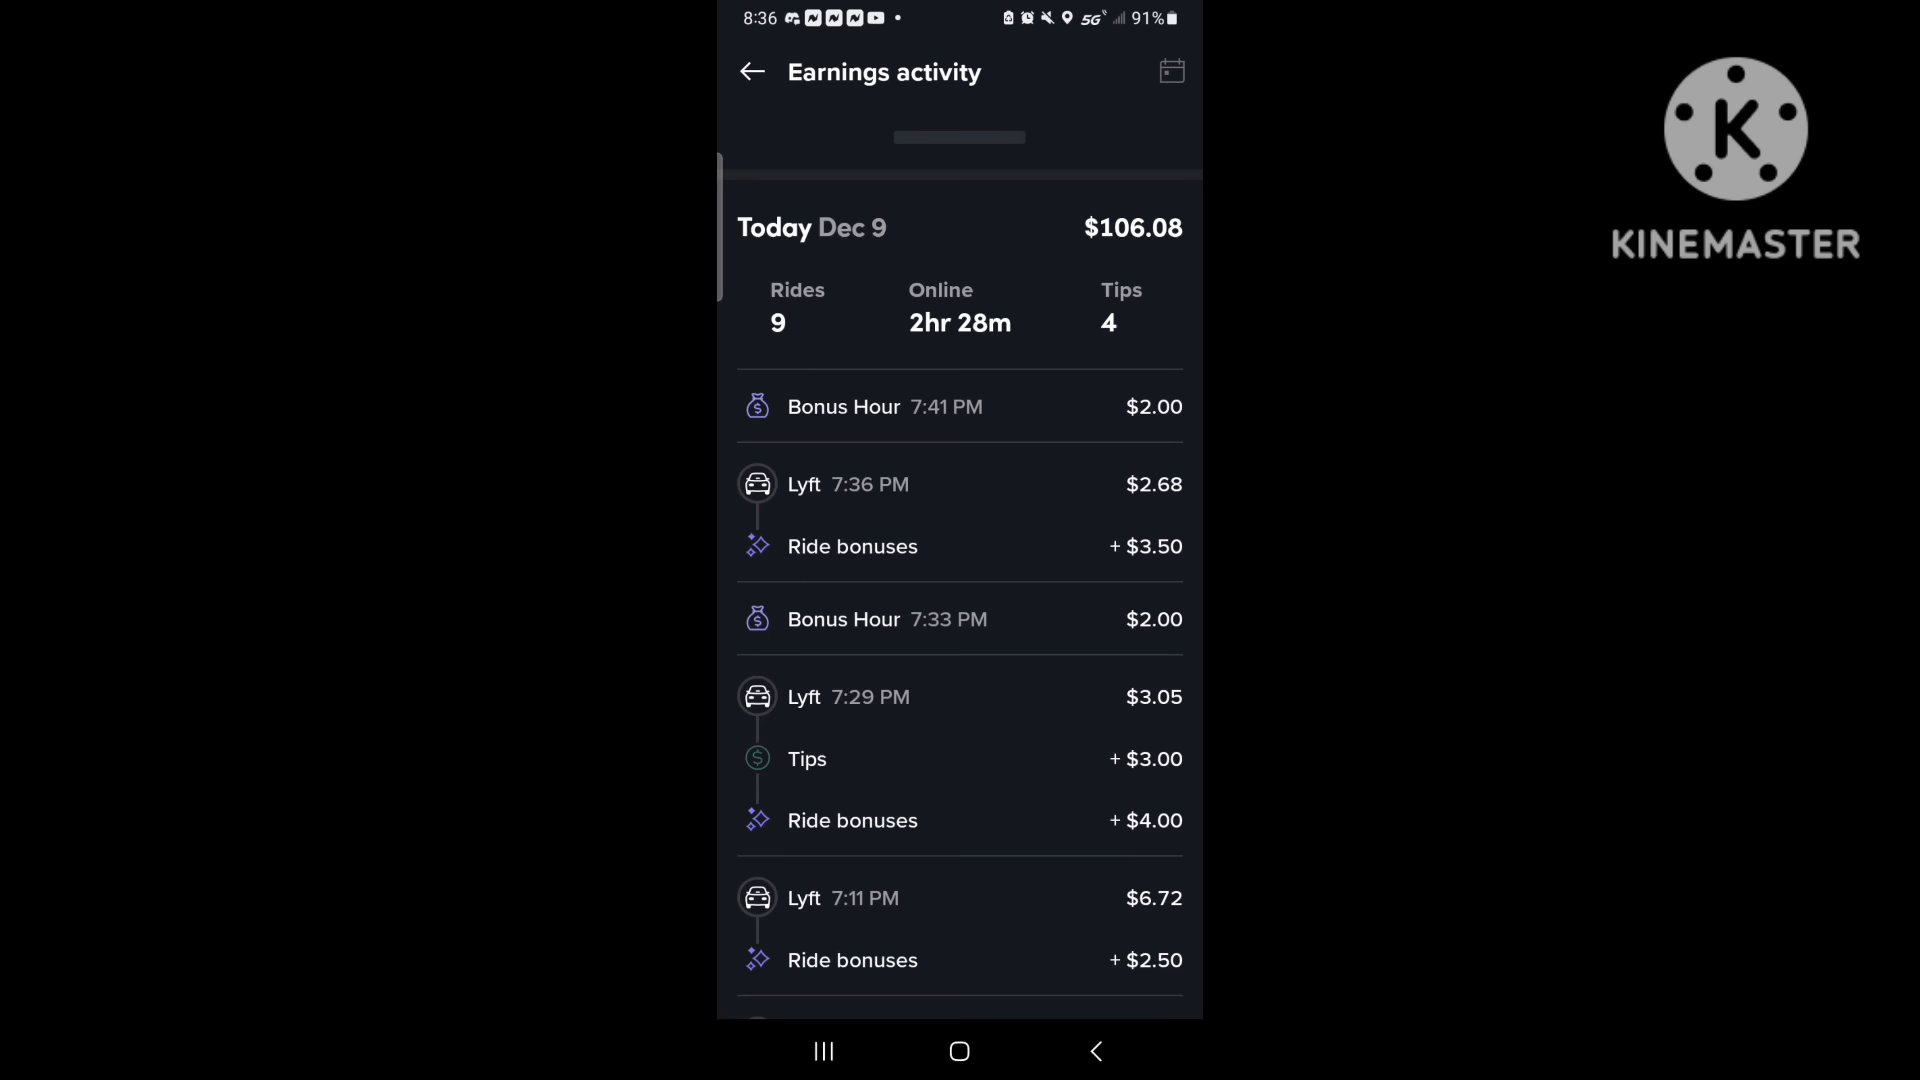 8:36 5G 91%
Earnings activity
Today Dec 9 $106.08
Rides Online Tips
9 2hr 28m 4
Bonus Hour 7:41 PM $2.00
Lyft 7:36 PM $2.68
Ride bonuses + $3.50
Bonus Hour 7:33 PM $2.00
Lyft 7:29 PM $3.05
Tips + $3.00
Ride bonuses + $4.00
Lyft 7:11 PM $6.72
Ride bonuses + $2.50
K
KINEMASTER